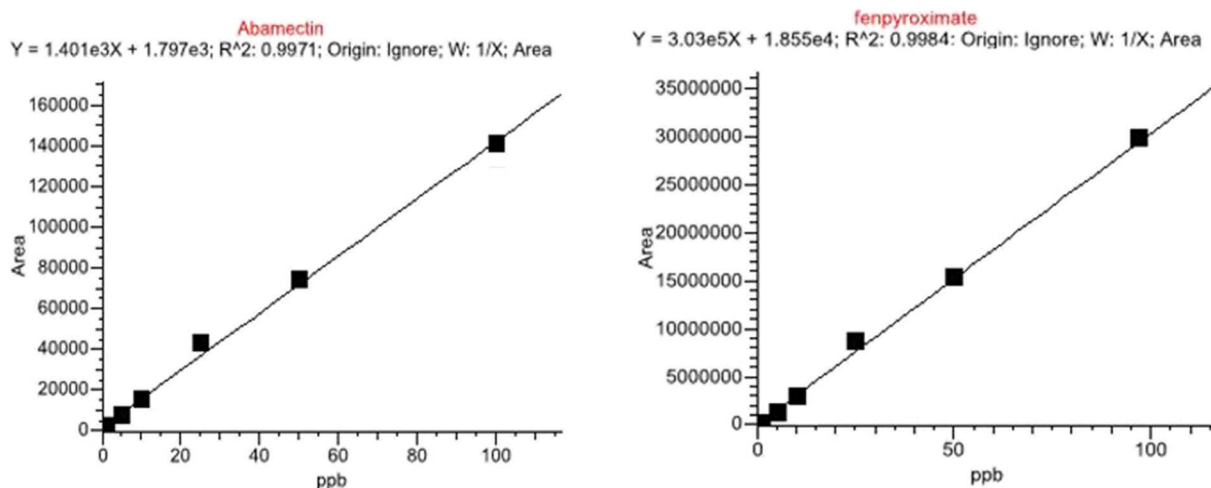 Abamectin
Y = 1.401e3X + 1.797e3; R^2: 0.9971; Origin: Ignore; W: 1/X; Area
160000
140000
120000
100000
80000
60000
40000
20000
0
Area
0 20 40 60 80 100
ppb
fenpyroximate
Y = 3.03e5X + 1.855e4; R^2: 0.9984: Origin: Ignore; W: 1/X; Area
35000000
30000000
25000000
20000000
15000000
10000000
5000000
0
Area
0 50 100
ppb